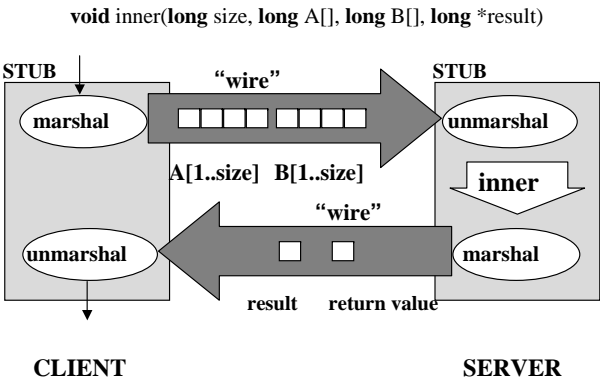 void inner(long size, long A[], long B[], long *result)
STUB
“wire”
STUB
marshal
unmarshal
A[1..size] B[1..size]
inner
“wire”
unmarshal
marshal
result return value
CLIENT
SERVER